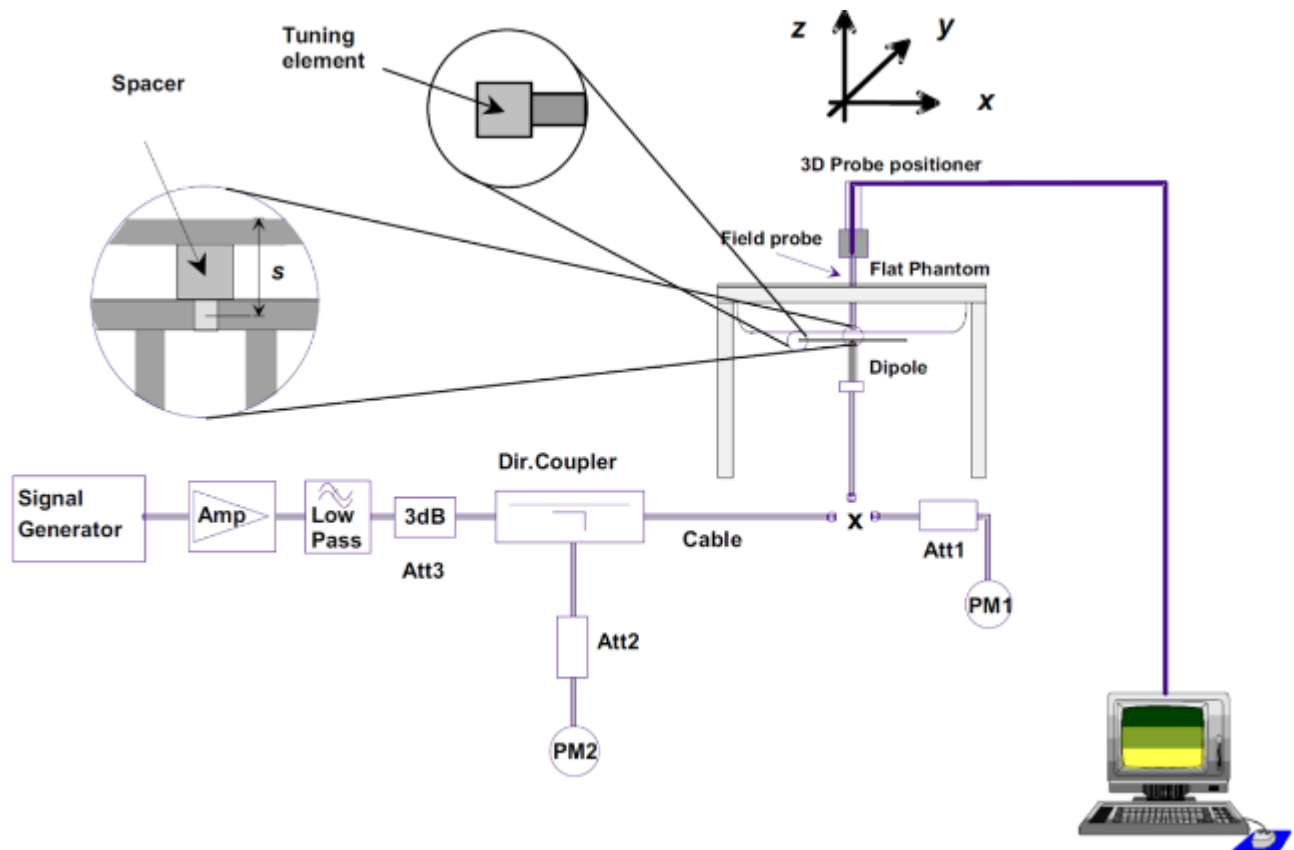 Tuning
element
Spacer
s
z
y
x
3D Probe positioner
Field probe
Flat Phantom
Dipole
Dir.Coupler
Signal
Generator
Amp
Low
Pass
3dB
Att3
Cable
x
Att1
PM1
Att2
PM2